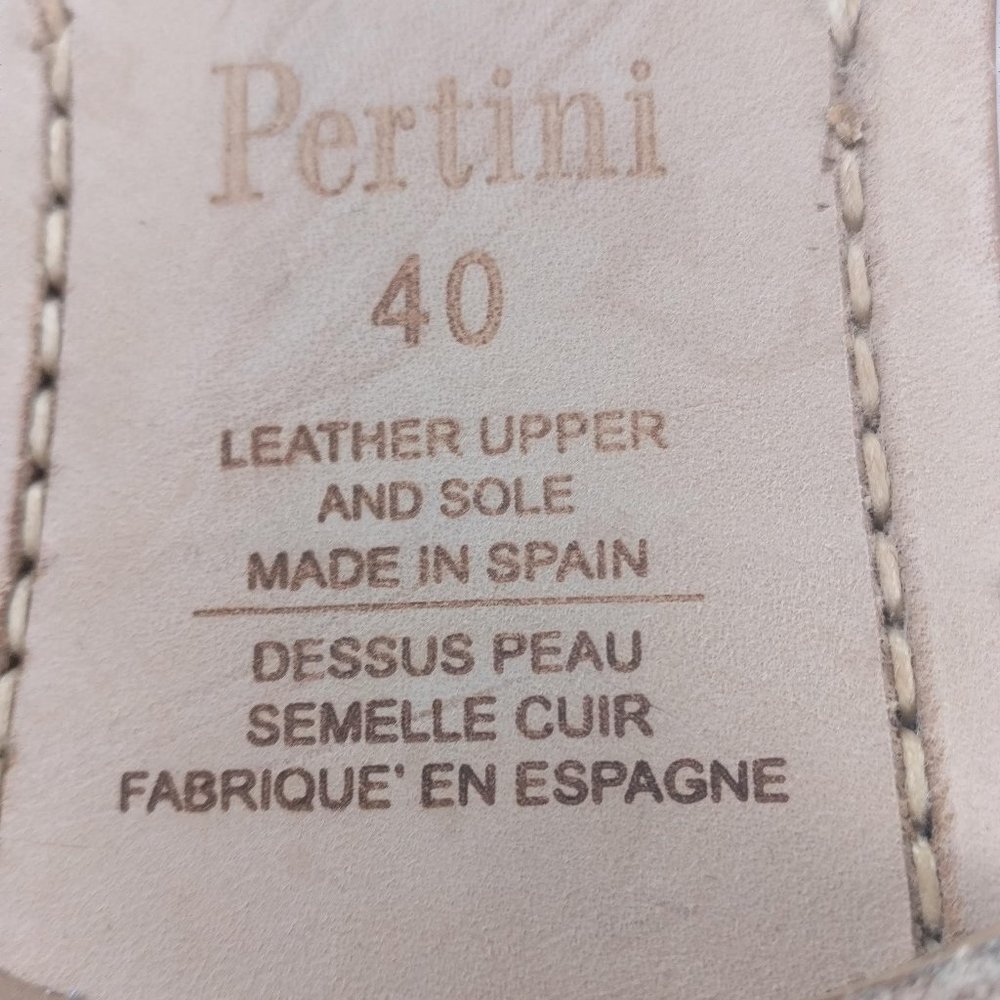 Pertini
40
LEATHER UPPER
AND SOLE
MADE IN SPAIN
DESSUS PEAU
SEMELLE CUIR
FABRIQUE' EN ESPAGNE